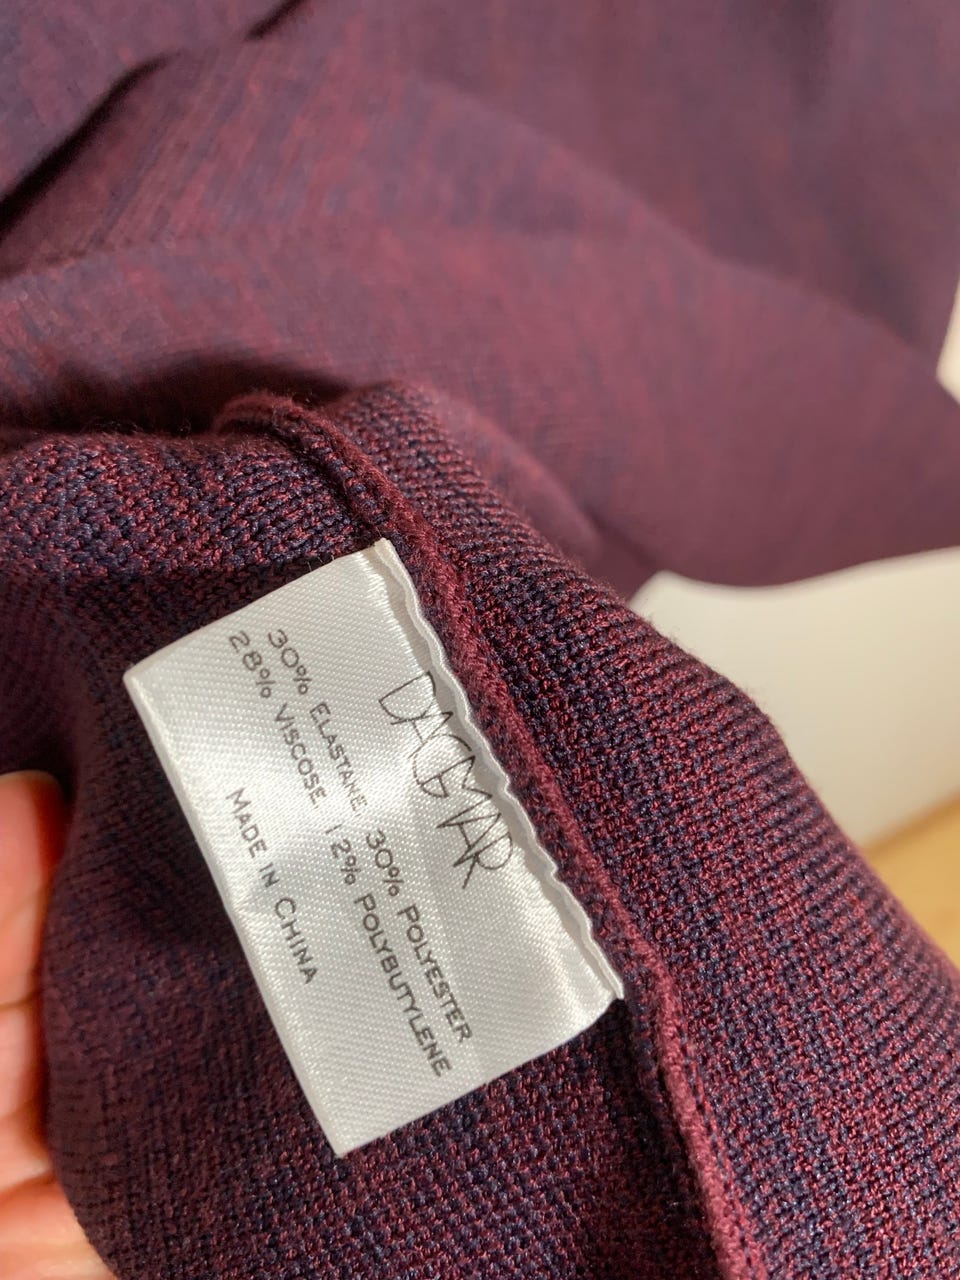 DAGMAR
30% ELASTANE 30% POLYESTER
28% VISCOSE 12% POLYBUTYLENE
MADE IN CHINA